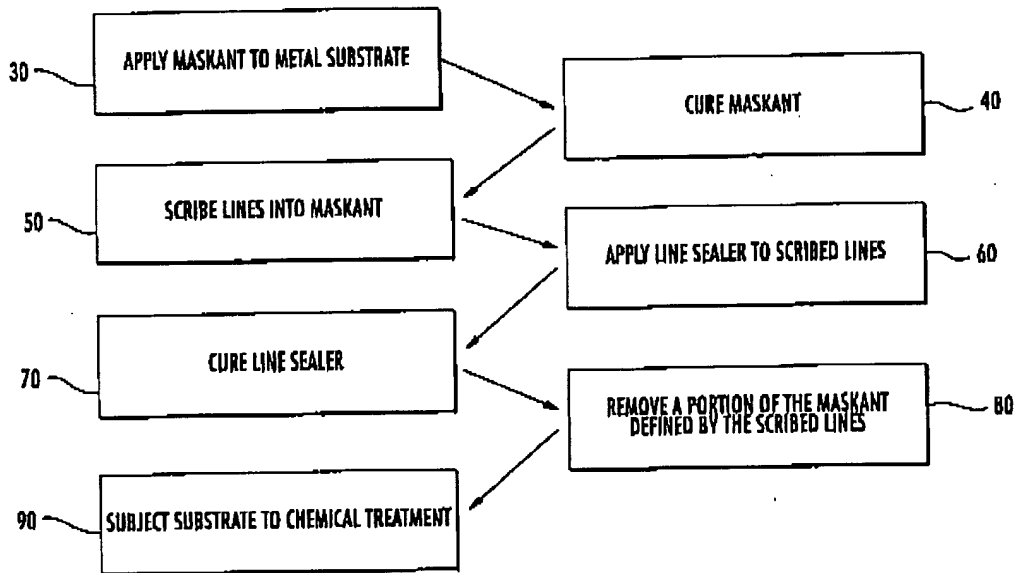 30
APPLY MASKANT TO METAL SUBSTRATE
CURE MASKANT
40
50
SCRIBE LINES INTO MASKANT
APPLY LINE SEALER TO SCRIBED LINES
60
70
CURE LINE SEALER
REMOVE A PORTION OF THE MASKANT
DEFINED BY THE SCRIBED LINES
80
90
SUBJECT SUBSTRATE TO CHEMICAL TREATMENT